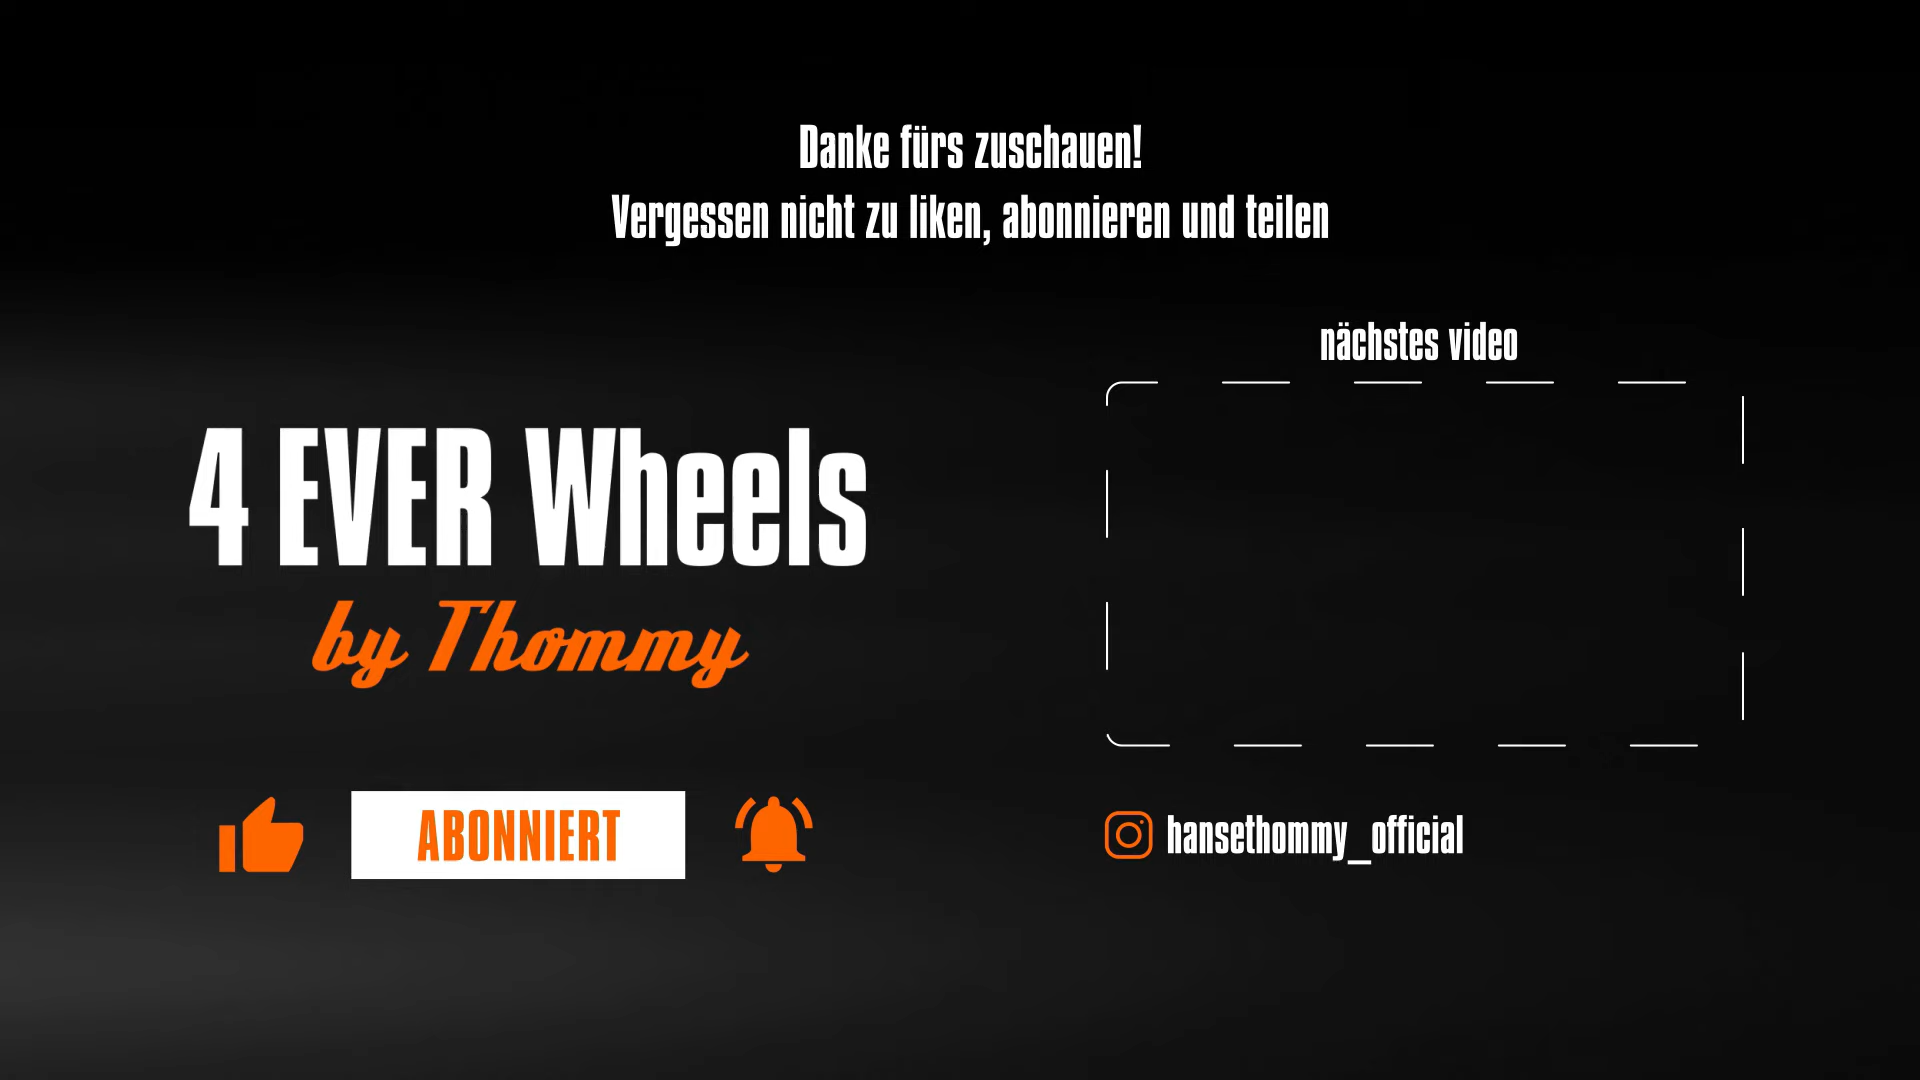 Danke fürs zuschauen!
Vergessen nicht zu liken, abonnieren und teilen
nächstes video
4 EVER Wheels
by Thommy
ABONNIERT
hansethommy_official